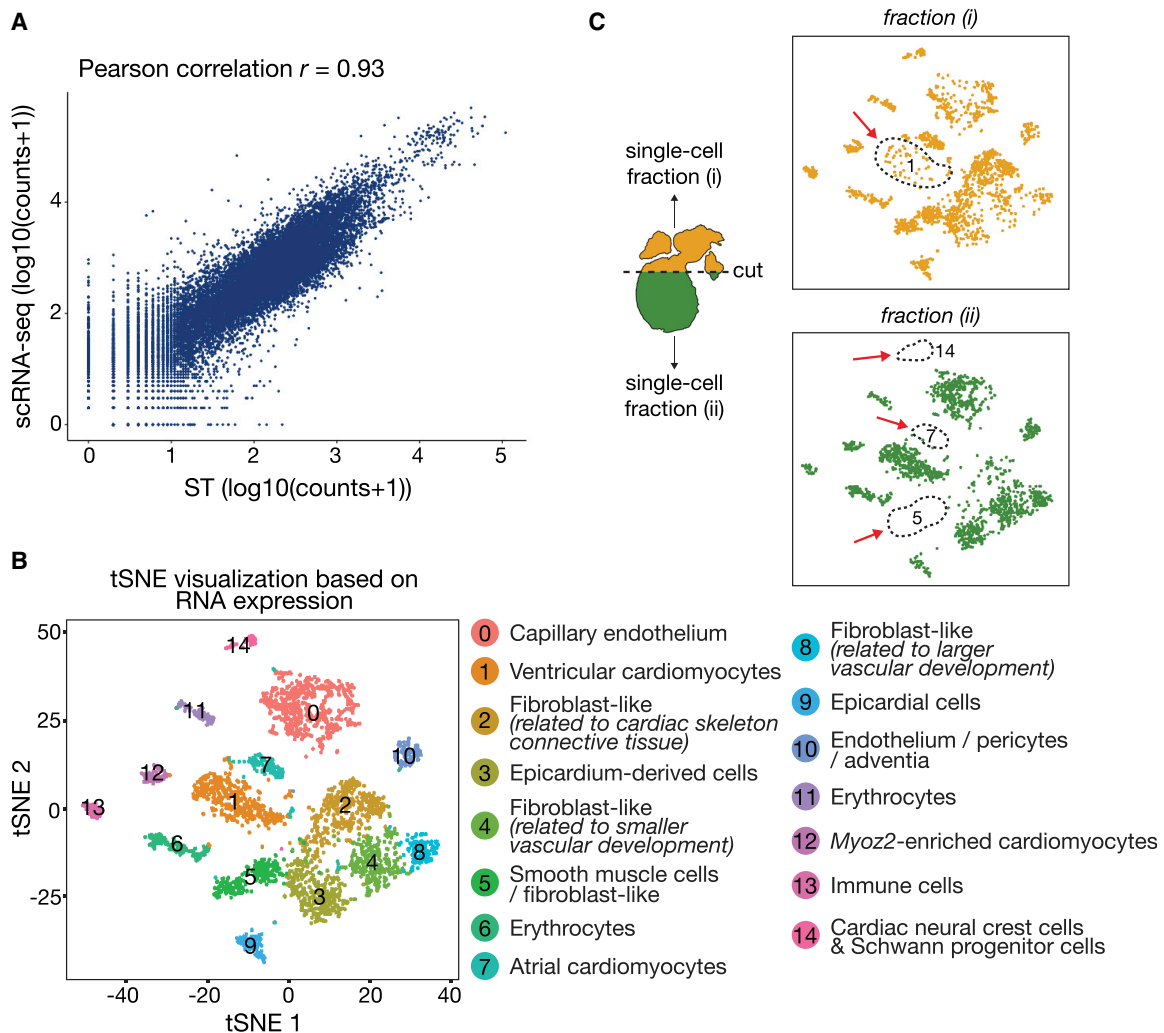 A
Pearson correlation r = 0.93
scRNA-seq (log10(counts+1))
4
2
1
0
0
1
2
3
4
5
ST (log10(counts+1))
B
tSNE visualization based on
RNA expression
50
25
0
-25
tSNE 2
-40
-20
0
20
40
tSNE 1
14
11
0
10
12
13
7
1
2
6
5
4
8
3
9
0 Capillary endothelium
1 Ventricular cardiomyocytes
2 Fibroblast-like
(related to cardiac skeleton
connective tissue)
3 Epicardium-derived cells
4 Fibroblast-like
(related to smaller
vascular development)
5 Smooth muscle cells
/ fibroblast-like
6 Erythrocytes
7 Atrial cardiomyocytes
8 Fibroblast-like
(related to larger
vascular development)
9 Epicardial cells
10 Endothelium / pericytes
/ adventia
11 Erythrocytes
12 Myoz2-enriched cardiomyocytes
13 Immune cells
14 Cardiac neural crest cells
& Schwann progenitor cells
C
single-cell
fraction (i)
cut
single-cell
fraction (ii)
fraction (i)
1
fraction (ii)
14
7
5